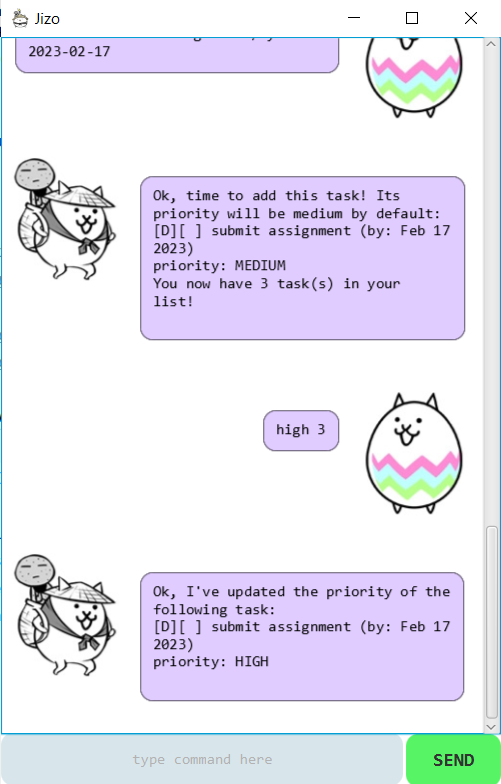 Jizo
2023-02-17
Ok, time to add this task! Its
priority will be medium by default:
[D][ ] submit assignment (by: Feb 17
2023)
priority: MEDIUM
You now have 3 task(s) in your
list!
high 3
Ok, I've updated the priority of the
following task:
[D][ ] submit assignment (by: Feb 17
2023)
priority: HIGH
type command here
SEND